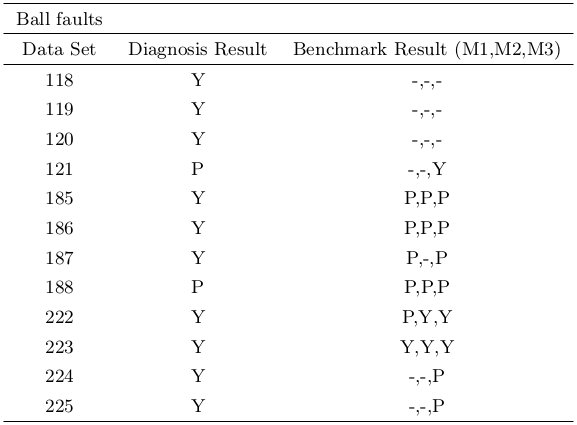 Ball faults
Data Set Diagnosis Result Benchmark Result (M1,M2,M3)
118 Y -,-,-
119 Y -,-,-
120 Y -,-,-
121 P -,-,Y
185 Y P,P,P
186 Y P,P,P
187 Y P,-,P
188 P P,P,P
222 Y P,Y,Y
223 Y Y,Y,Y
224 Y -,-,P
225 Y -,-,P